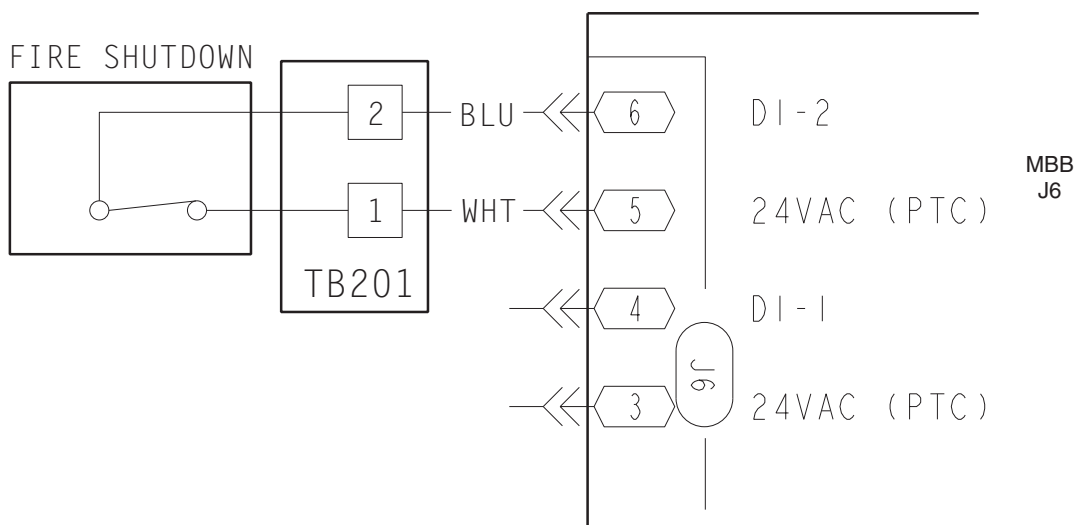 FIRE SHUTDOWN
2
BLU
6
DI-2
MBB
J6
1
WHT
5
24VAC (PTC)
TB201
4
DI-1
J6
3
24VAC (PTC)